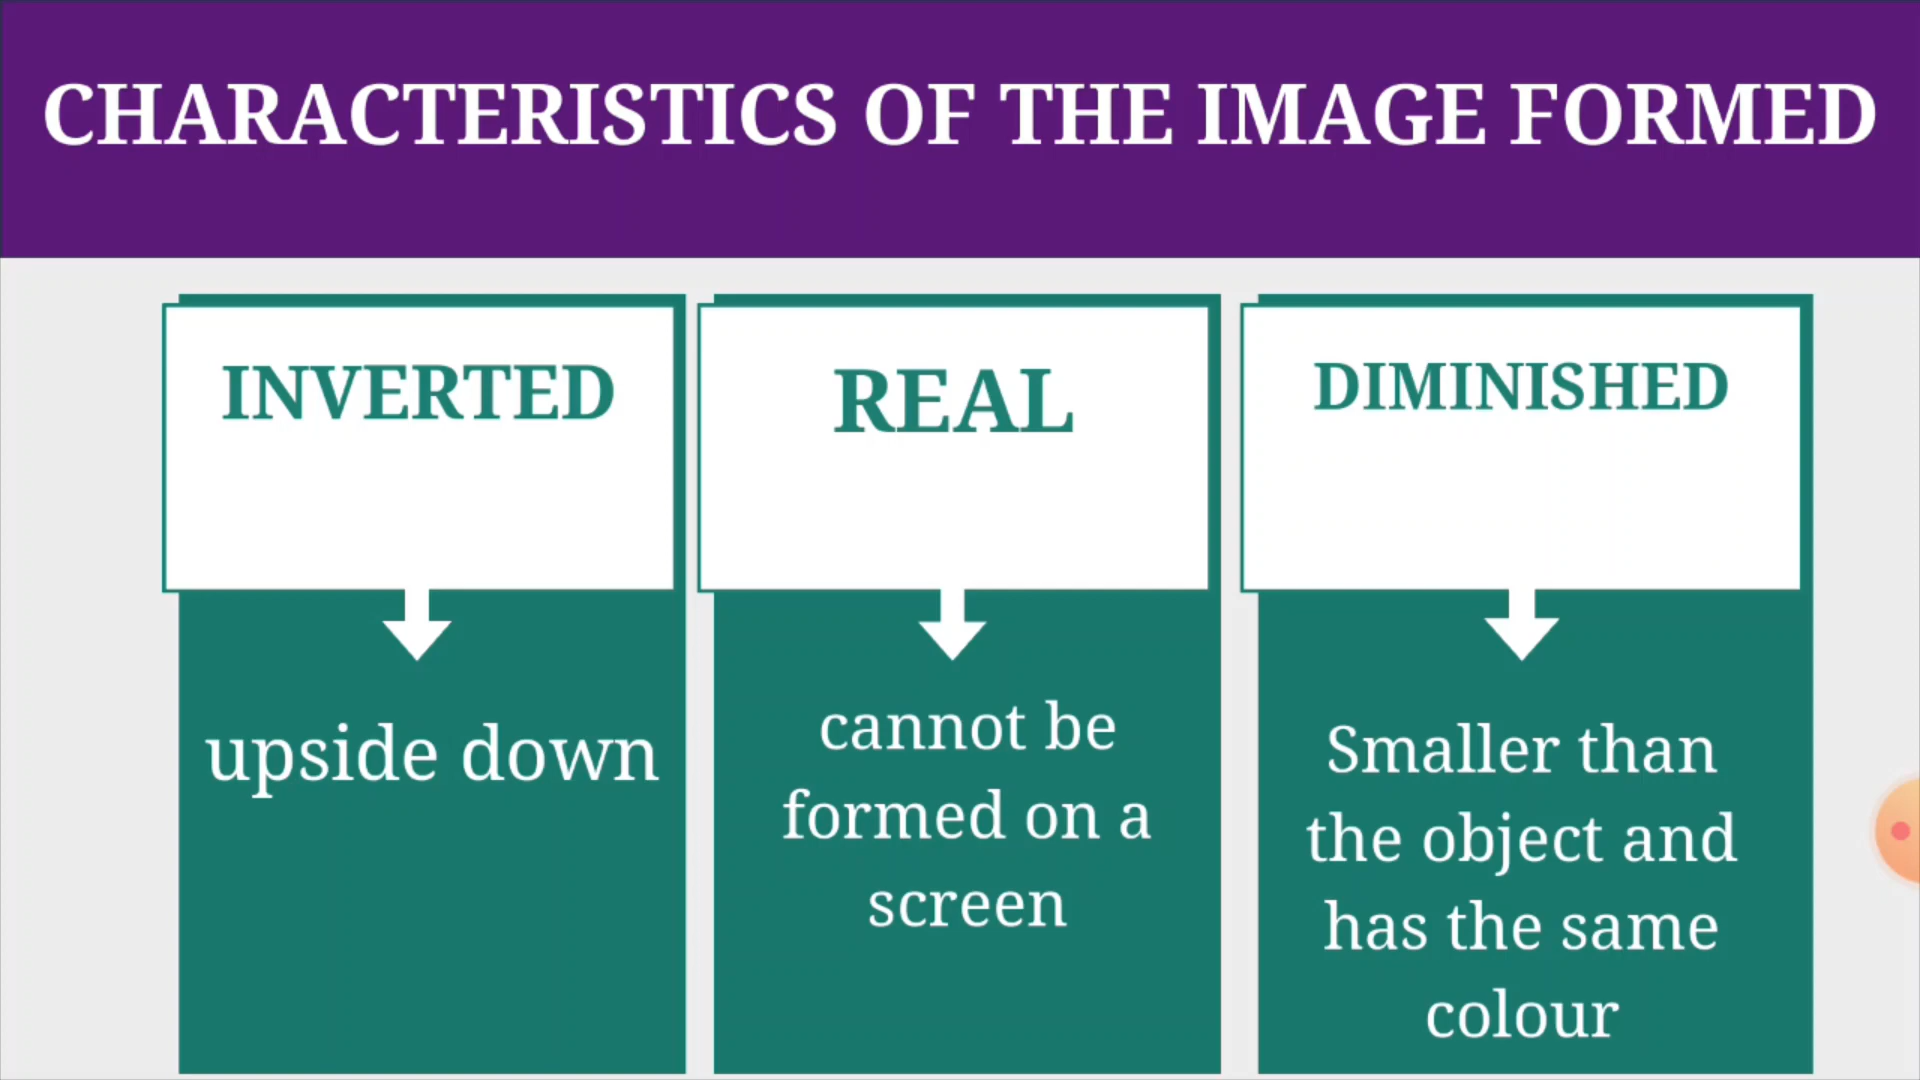 CHARACTERISTICS OF THE IMAGE FORMED
INVERTED
upside down
REAL
cannot be
formed on a
screen
DIMINISHED
Smaller than
the object and
has the same
colour